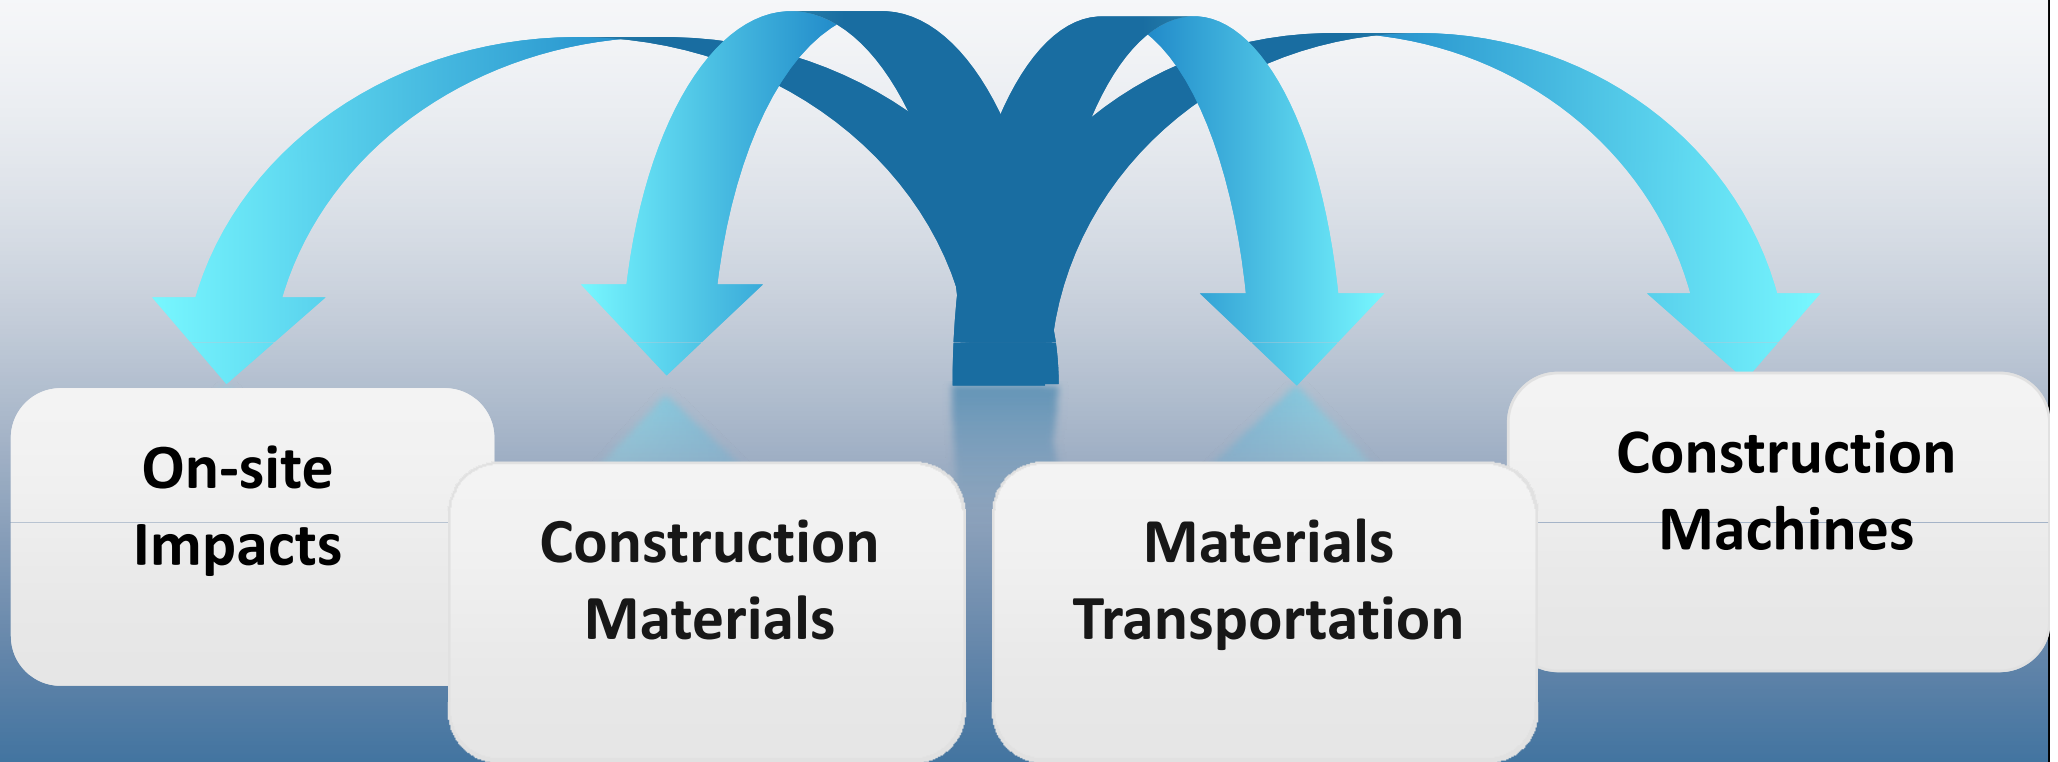 On-site
Impacts
Construction
Materials
Materials
Transportation
Construction
Machines